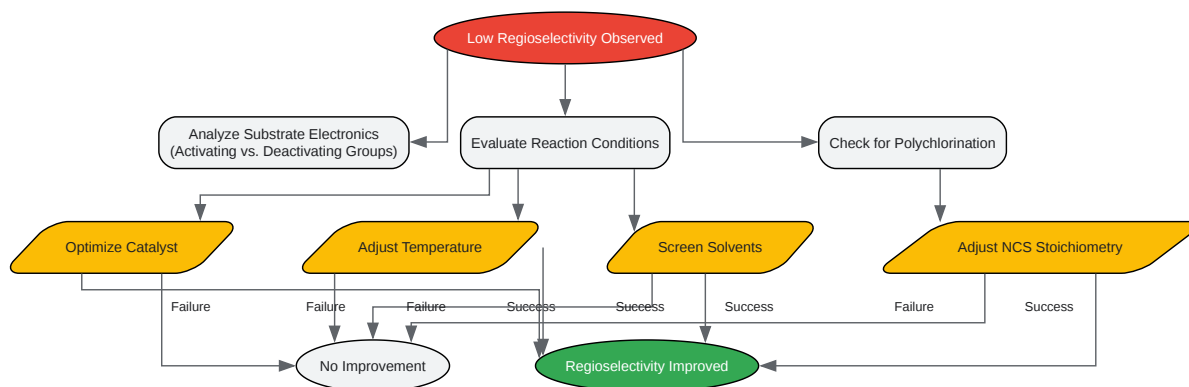 Low Regioselectivity Observed
Analyze Substrate Electronics
(Activating vs. Deactivating Groups)
Evaluate Reaction Conditions
Check for Polychlorination
Optimize Catalyst
Adjust Temperature
Screen Solvents
Adjust NCS Stoichiometry
Failure
Failure
Failure
Success
Success
Success
Failure
Success
No Improvement
Regioselectivity Improved